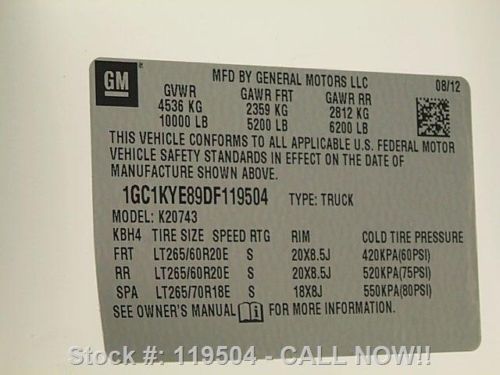 GM
MFD BY GENERAL MOTORS LLC 08/12
GVWR GAWR FRT GAWR RR
4536 KG 2359 KG 2812 KG
10000 LB 5200 LB 6200 LB
THIS VEHICLE CONFORMS TO ALL APPLICABLE U.S. FEDERAL MOTOR
VEHICLE SAFETY STANDARDS IN EFFECT ON THE DATE OF
MANUFACTURE SHOWN ABOVE.
1GC1KYE89DF119504 TYPE: TRUCK
MODEL: K20743
KBH4 TIRE SIZE SPEED RTG RIM COLD TIRE PRESSURE
FRT LT265/60R20E S 20X8.5J 420KPA(60PSI)
RR LT265/60R20E S 20X8.5J 520KPA(75PSI)
SPA LT265/70R18E S 18X8J 550KPA(80PSI)
SEE OWNER'S MANUAL FOR MORE INFORMATION.
Stock #: 119504 - CALL NOW!!